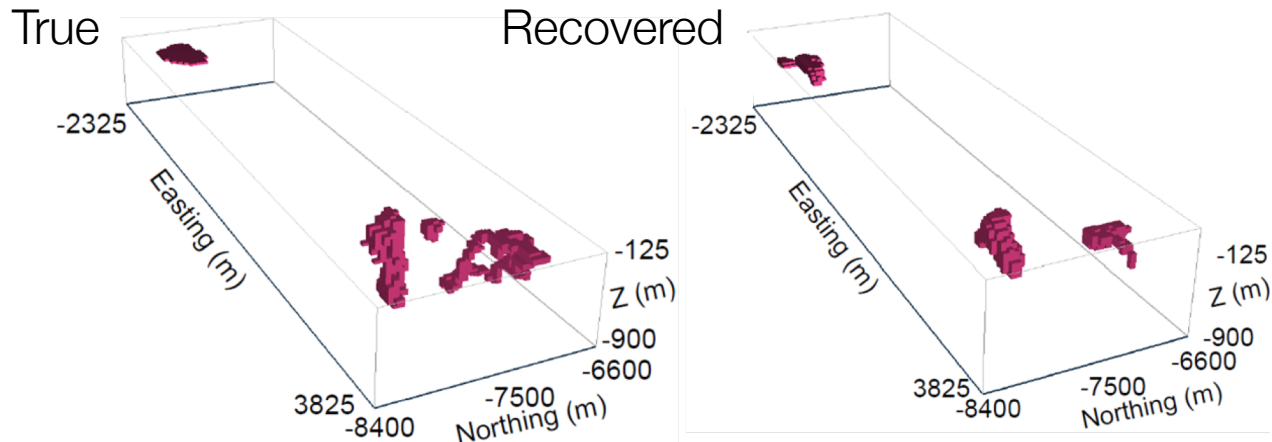 True
-2325
Easting (m)
3825
-8400
-7500
Northing (m)
-6600
-900
Z (m)
-125
Recovered
-2325
Easting (m)
3825
-8400
-7500
Northing (m)
-6600
-900
Z (m)
-125